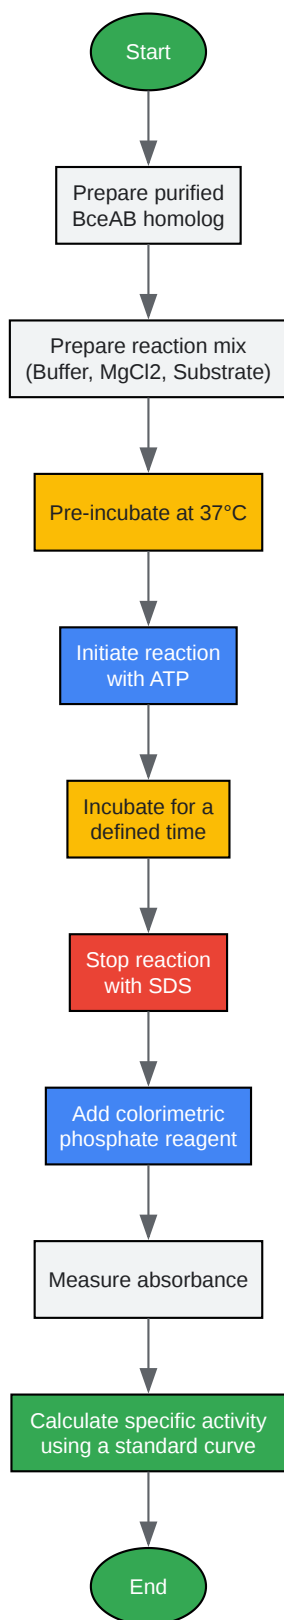 Start
Prepare purified
BceAB homolog
Prepare reaction mix
(Buffer, MgCl2, Substrate)
Pre-incubate at 37°C
Initiate reaction
with ATP
Incubate for a
defined time
Stop reaction
with SDS
Add colorimetric
phosphate reagent
Measure absorbance
Calculate specific activity
using a standard curve
End